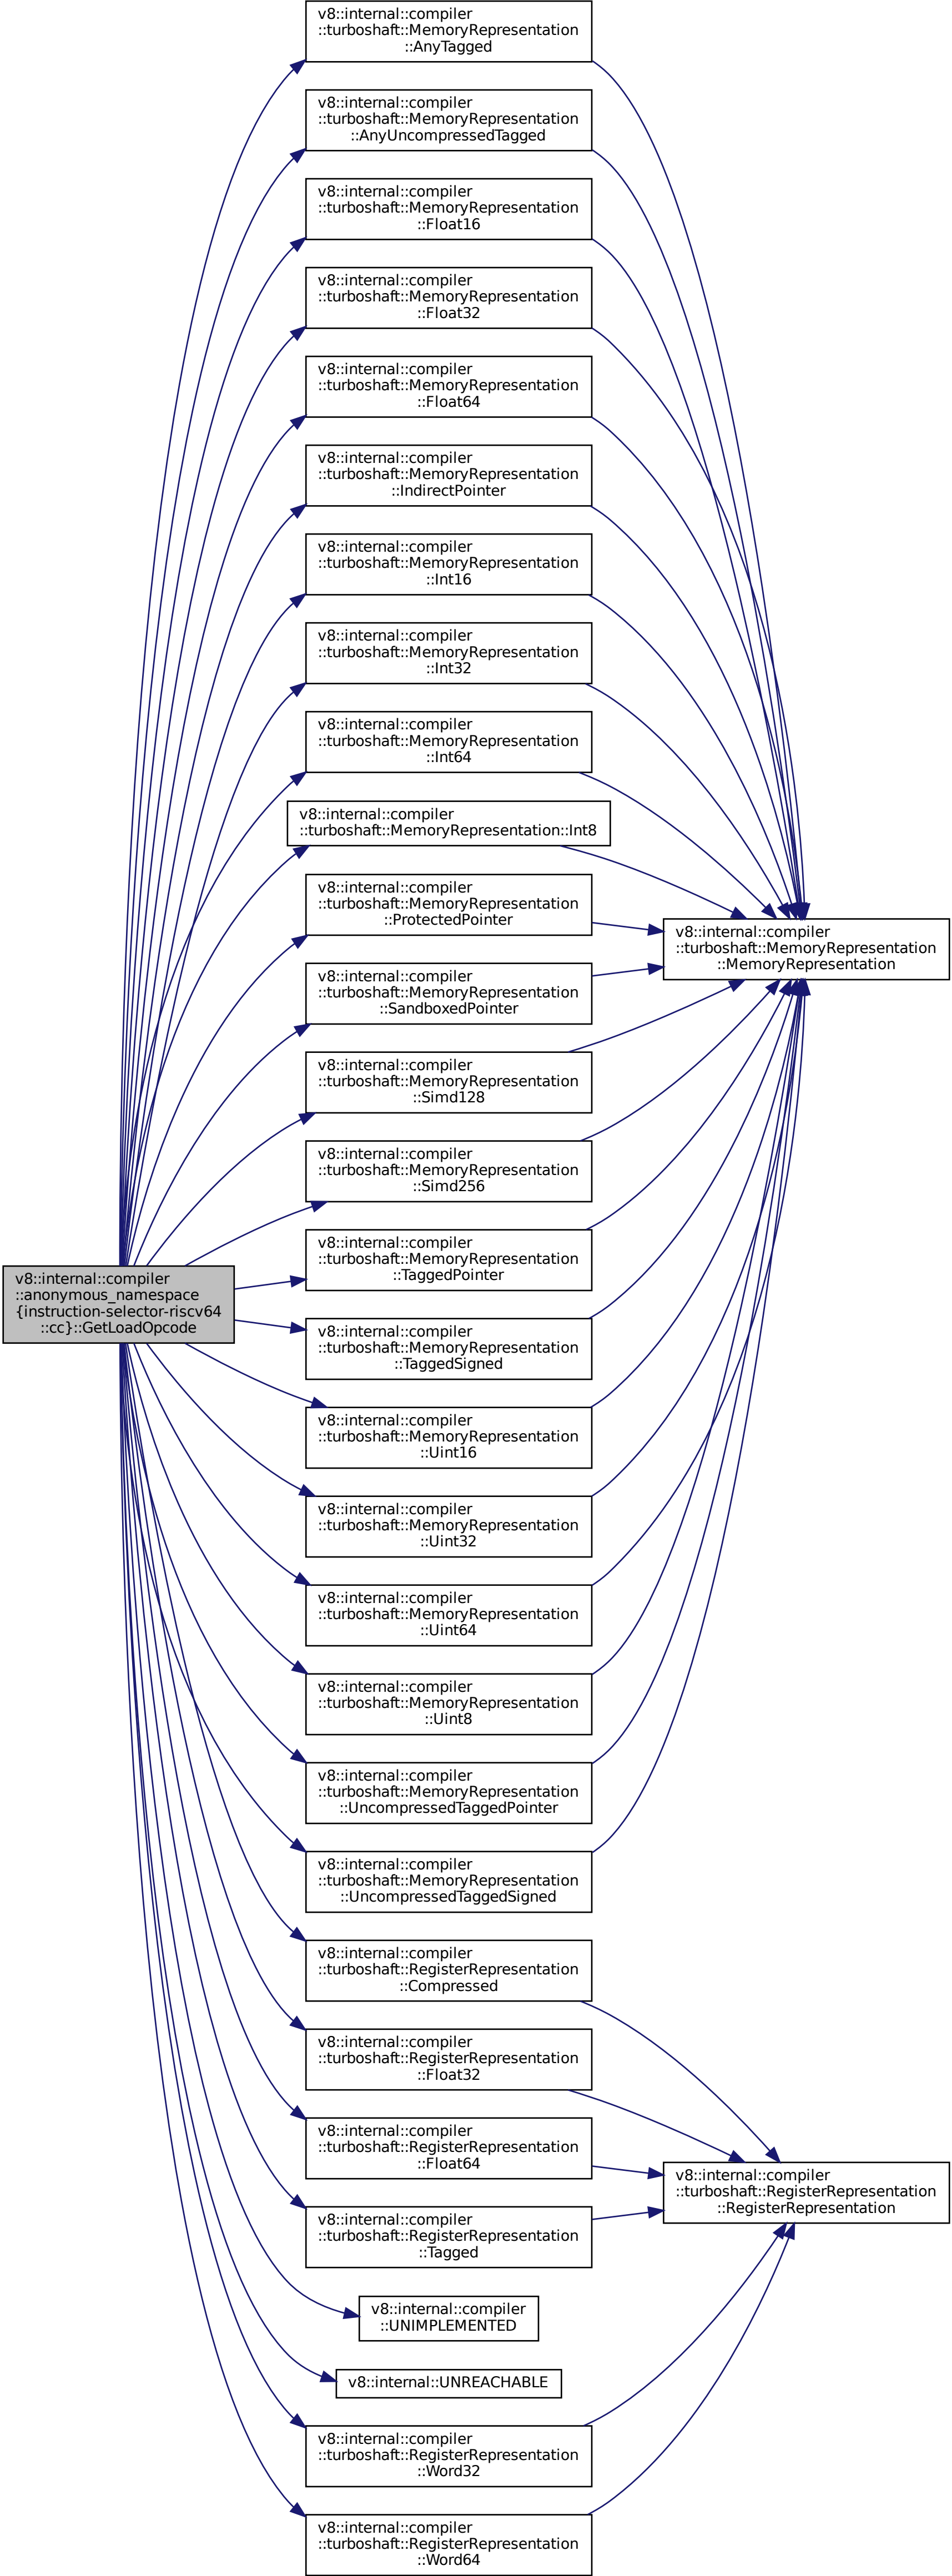 v8::internal::compiler
::turboshaft::MemoryRepresentation
::AnyTagged
v8::internal::compiler
::turboshaft::MemoryRepresentation
::AnyUncompressedTagged
v8::internal::compiler
::turboshaft::MemoryRepresentation
::Float16
v8::internal::compiler
::turboshaft::MemoryRepresentation
::Float32
v8::internal::compiler
::turboshaft::MemoryRepresentation
::Float64
v8::internal::compiler
::turboshaft::MemoryRepresentation
::IndirectPointer
v8::internal::compiler
::turboshaft::MemoryRepresentation
::Int16
v8::internal::compiler
::turboshaft::MemoryRepresentation
::Int32
v8::internal::compiler
::turboshaft::MemoryRepresentation
::Int64
v8::internal::compiler
::turboshaft::MemoryRepresentation::Int8
v8::internal::compiler
::turboshaft::MemoryRepresentation
::ProtectedPointer
v8::internal::compiler
::turboshaft::MemoryRepresentation
::MemoryRepresentation
v8::internal::compiler
::turboshaft::MemoryRepresentation
::SandboxedPointer
v8::internal::compiler
::turboshaft::MemoryRepresentation
::Simd128
v8::internal::compiler
::turboshaft::MemoryRepresentation
::Simd256
v8::internal::compiler
::turboshaft::MemoryRepresentation
::TaggedPointer
v8::internal::compiler
::anonymous_namespace
{instruction-selector-riscv64
::cc}::GetLoadOpcode
v8::internal::compiler
::turboshaft::MemoryRepresentation
::TaggedSigned
v8::internal::compiler
::turboshaft::MemoryRepresentation
::Uint16
v8::internal::compiler
::turboshaft::MemoryRepresentation
::Uint32
v8::internal::compiler
::turboshaft::MemoryRepresentation
::Uint64
v8::internal::compiler
::turboshaft::MemoryRepresentation
::Uint8
v8::internal::compiler
::turboshaft::MemoryRepresentation
::UncompressedTaggedPointer
v8::internal::compiler
::turboshaft::MemoryRepresentation
::UncompressedTaggedSigned
v8::internal::compiler
::turboshaft::RegisterRepresentation
::Compressed
v8::internal::compiler
::turboshaft::RegisterRepresentation
::Float32
v8::internal::compiler
::turboshaft::RegisterRepresentation
::Float64
v8::internal::compiler
::turboshaft::RegisterRepresentation
::RegisterRepresentation
v8::internal::compiler
::turboshaft::RegisterRepresentation
::Tagged
v8::internal::compiler
::UNIMPLEMENTED
v8::internal::UNREACHABLE
v8::internal::compiler
::turboshaft::RegisterRepresentation
::Word32
v8::internal::compiler
::turboshaft::RegisterRepresentation
::Word64